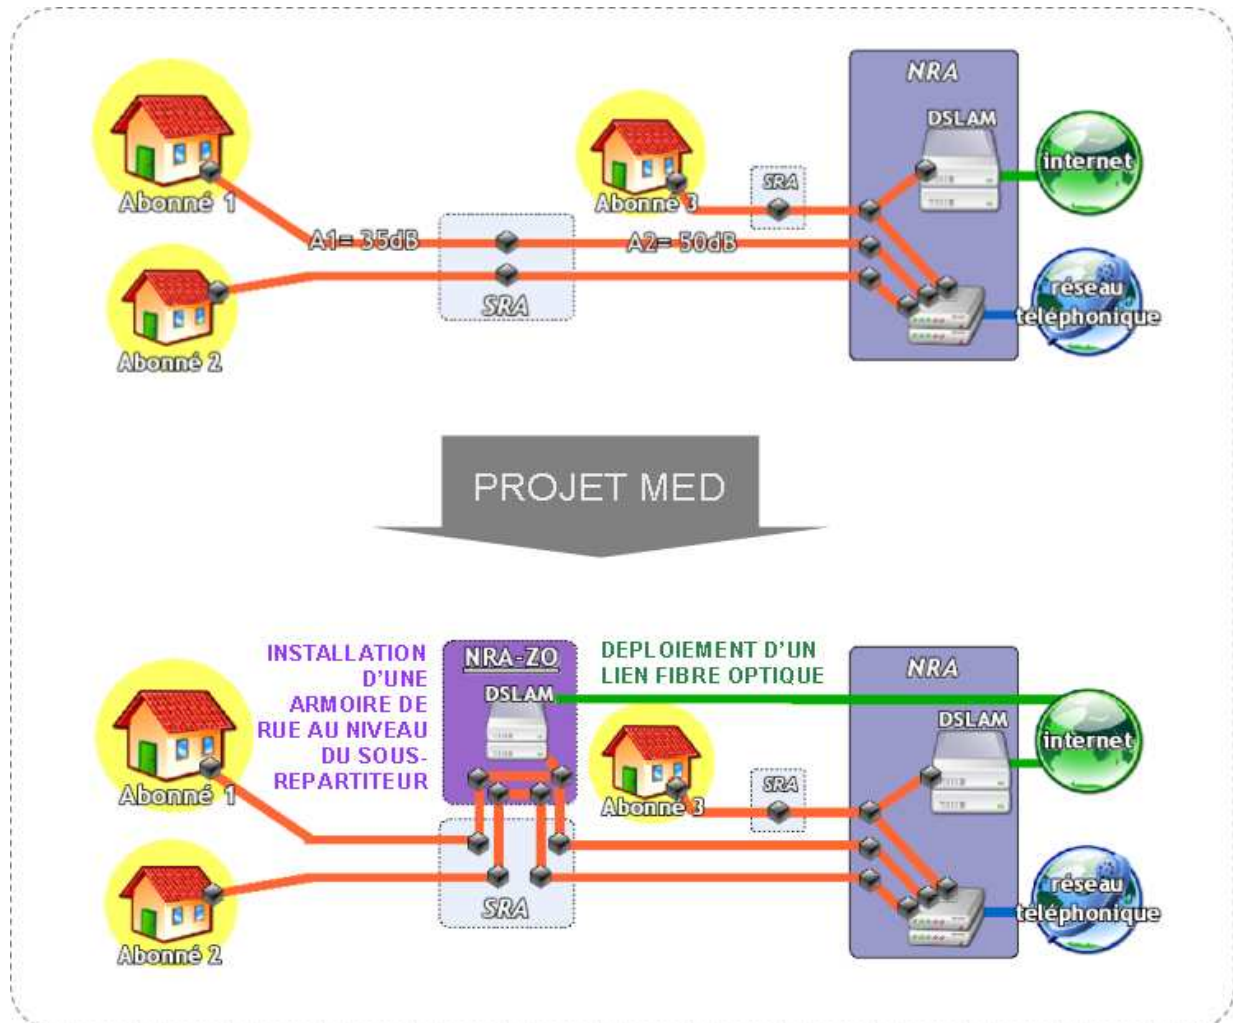 NRA
DSLAM
internet
Abonné 1
Abonné 3
SRA
A1= 35dB
A2= 50dB
SRA
Abonné 2
réseau
téléphonique
PROJET MED
INSTALLATION
D'UNE
ARMOIRE DE
RUE AU NIVEAU
DU SOUS-
REPARTITEUR
NRA-ZO
DSLAM
DEPLOIEMENT D'UN
LIEN FIBRE OPTIQUE
NRA
DSLAM
internet
Abonné 1
Abonné 3
SRA
SRA
Abonné 2
réseau
téléphonique